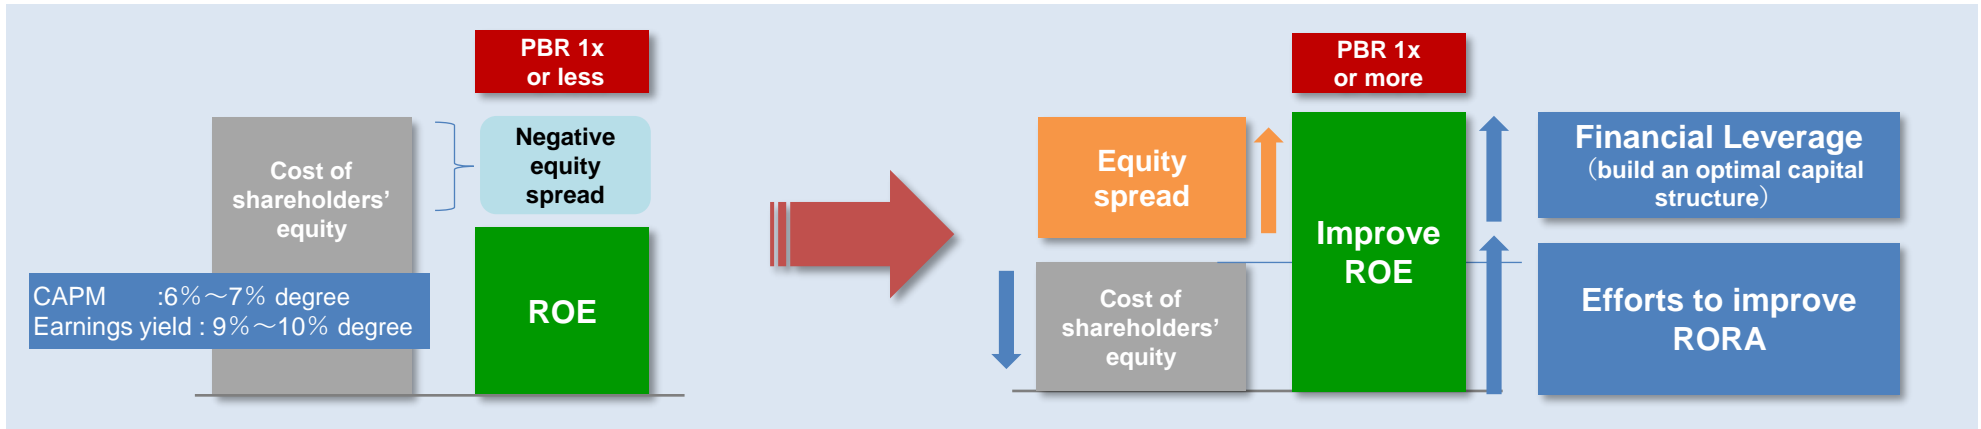 PBR 1x
or less
Cost of
shareholders’
equity
Negative
equity
spread
CAPM :6％～7％ degree
Earnings yield : 9％～10％ degree
ROE
PBR 1x
or more
Equity
spread
Cost of
shareholders’
equity
Improve
ROE
Financial Leverage
（build an optimal capital
structure）
Efforts to improve
RORA